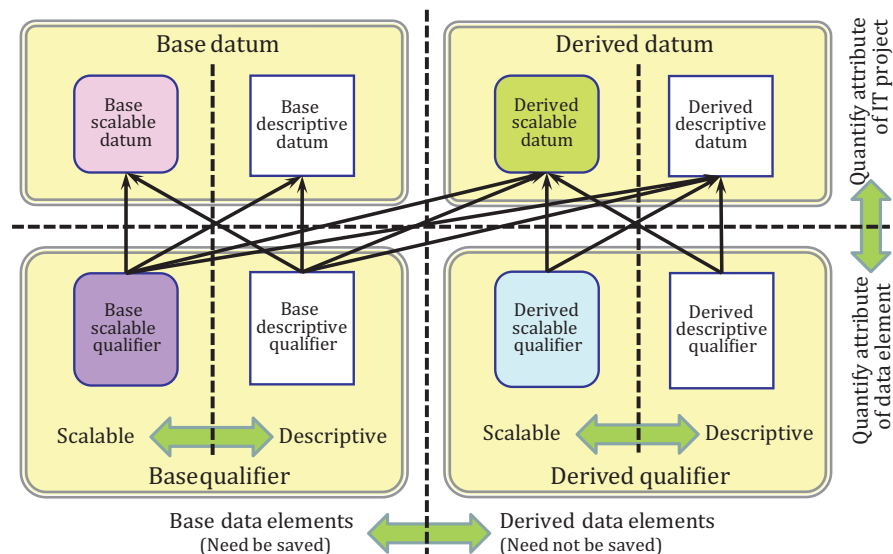 Base datum
Base
scalable
datum
Base
descriptive
datum
Derived datum
Derived
scalable
datum
Derived
descriptive
datum
Quantify attribute
of IT project
Base
scalable
qualifier
Base
descriptive
qualifier
Scalable
Descriptive
Basequalifier
Derived
scalable
qualifier
Derived
descriptive
qualifier
Scalable
Descriptive
Derived qualifier
Quantify attribute
of data element
Base data elements
(Need be saved)
Derived data elements
(Need not be saved)